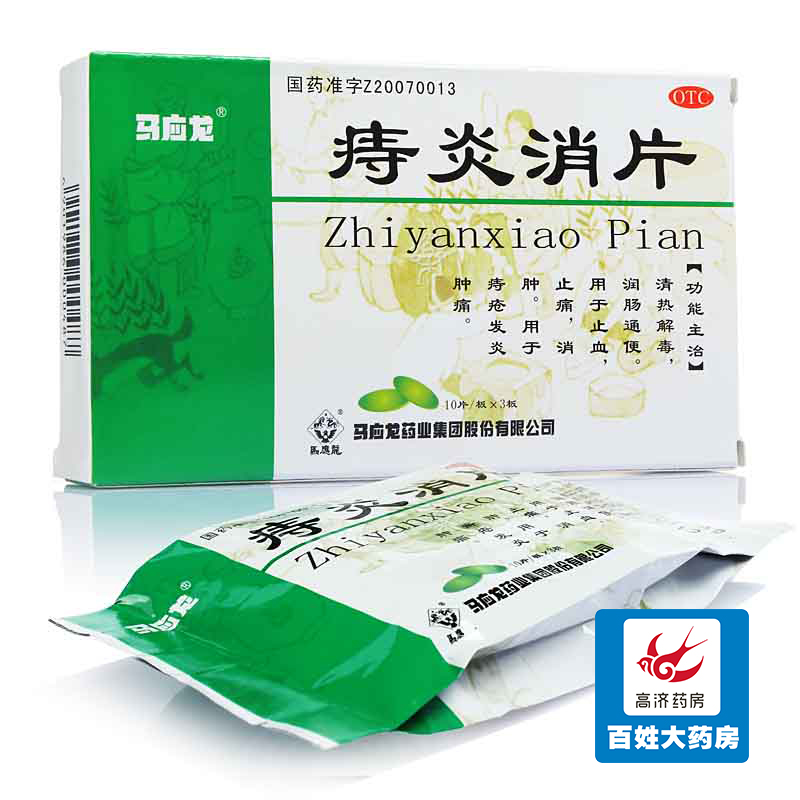 国药准字Z20070013
OTC
马应龙®
痔炎消片
Zhiyanxiao Pian
【功能主治】
清热解毒，
润肠通便。
用于止血，
止痛，消
肿。用于
痔疮发炎
肿痛。
10片/板×3板
馬應龍®
马应龙药业集团股份有限公司
痔炎消片
Zhiyanxiao P
马应龙®
马应龙药业集团股份有限公司
高济药房
百姓大药房